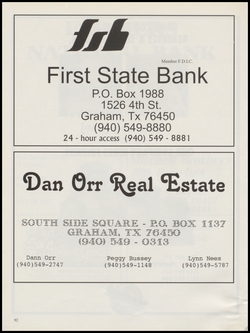 fsb
Member F.D.I.C.
First State Bank
P.O. Box 1988
1526 4th St.
Graham, Tx 76450
(940) 549-8880
24 - hour access (940) 549 - 8881
Dan Orr Real Estate
SOUTH SIDE SQUARE - P.O. BOX 1137
GRAHAM, TX 76450
(940) 549 - 0313
Dann Orr Peggy Bussey Lynn Nees
(940)549-2747 (940)549-1148 (940)549-5787